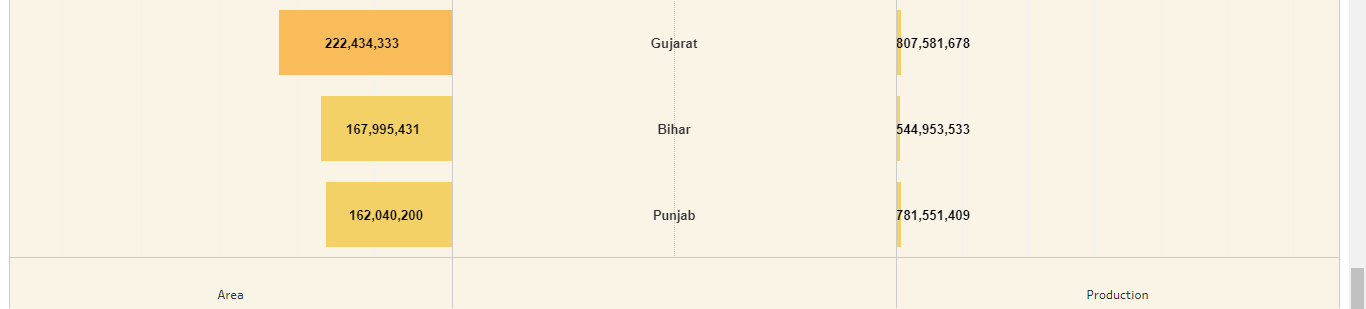 222,434,333 Gujarat 807,581,678
167,995,431 Bihar 544,953,533
162,040,200 Punjab 781,551,409
Area Production